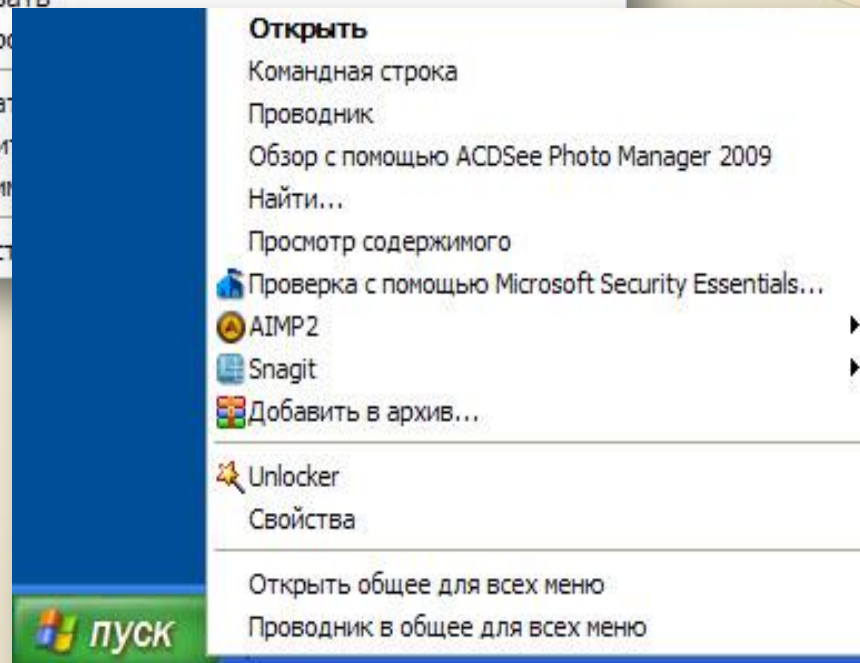 Открыть
Командная строка
Проводник
Обзор с помощью ACDSee Photo Manager 2009
Найти...
Просмотр содержимого
Проверка с помощью Microsoft Security Essentials...
AIMP2
Snagit
Добавить в архив...
Unlocker
Свойства
Открыть общее для всех меню
Проводник в общее для всех меню
пуск